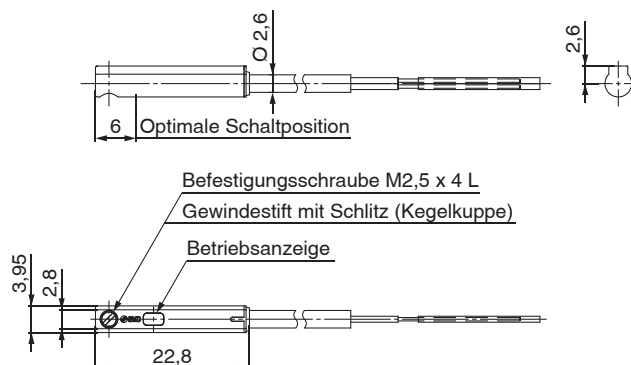 Ø 2,6
2,6
6
Optimale Schaltposition
Befestigungsschraube M2,5 x 4 L
Gewindestift mit Schlitz (Kegelkuppe)
Betriebsanzeige
3,95
2,8
22,8